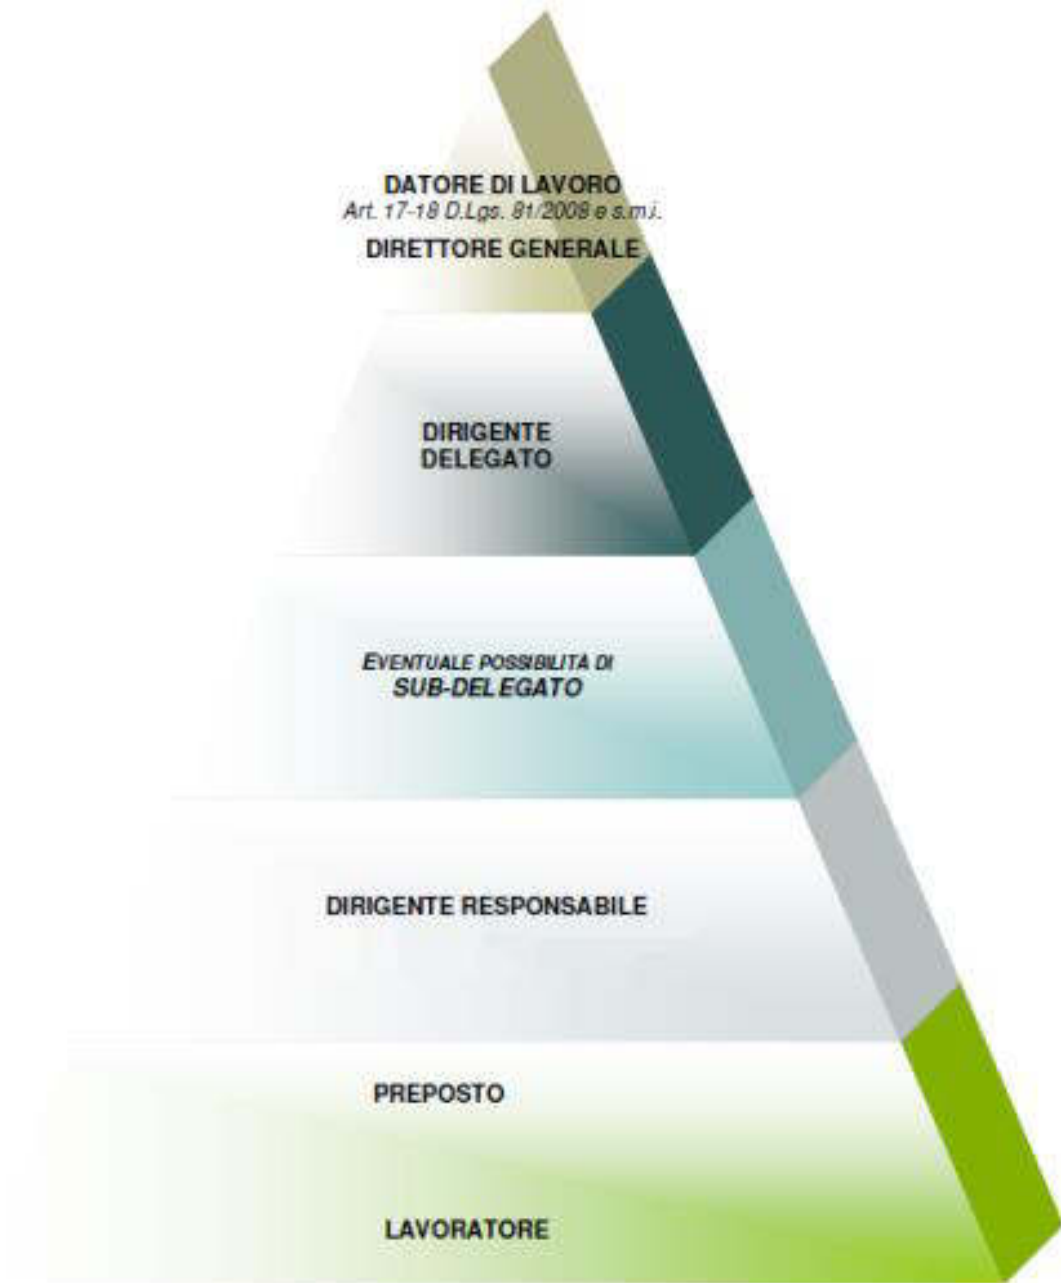 DATORE DI LAVORO
Art. 17-18 D.Lgs. 81/2008 e s.m.i.
DIRETTORE GENERALE
DIRIGENTE
DELEGATO
EVENTUALE POSSIBILITÀ DI
SUB-DELEGATO
DIRIGENTE RESPONSABILE
PREPOSTO
LAVORATORE